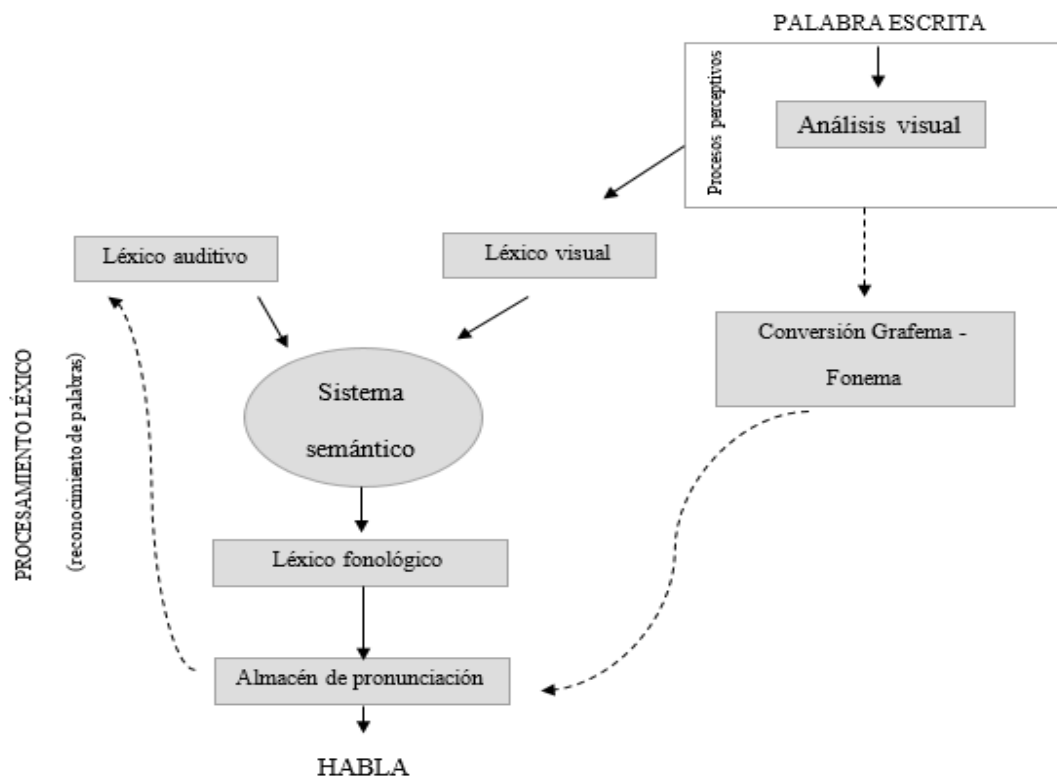 PALABRA ESCRITA
Procesos perceptivos
Análisis visual
Léxico auditivo
Léxico visual
Conversión Grafema -
Fonema
Sistema
semántico
PROCESAMIENTO LÉXICO
(reconocimiento de palabras)
Léxico fonológico
Almacén de pronunciación
HABLA